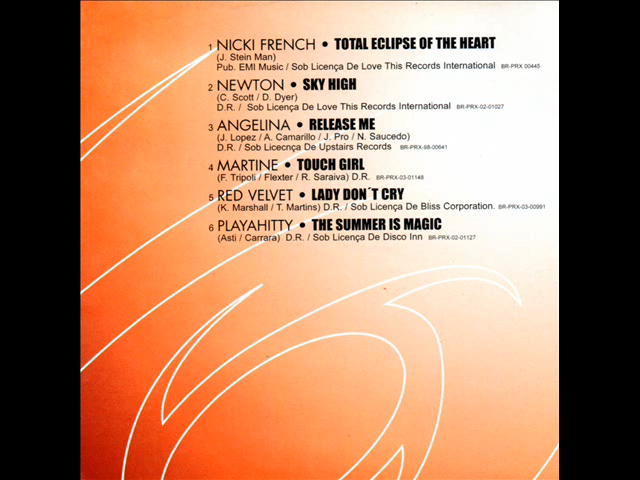 1 NICKI FRENCH • TOTAL ECLIPSE OF THE HEART
(J. Stein Man)
Pub. EMI Music / Sob Licença De Love This Records International BR-PRX 00445
2 NEWTON • SKY HIGH
(C. Scott / D. Dyer)
D.R. / Sob Licença De Love This Records International BR-PRX-02-01027
3 ANGELINA • RELEASE ME
(J. Lopez / A. Camarillo / J. Pro / N. Saucedo)
D.R. / Sob Licecnça De Upstairs Records BR-PRX-98-00641
4 MARTINE • TOUCH GIRL
(F. Tripoli / Flexter / R. Saraiva) D.R. BR-PRX-03-01148
5 RED VELVET • LADY DON´T CRY
(K. Marshall / T. Martins) D.R. / Sob Licença De Bliss Corporation. BR-PRX-03-00991
6 PLAYAHITTY • THE SUMMER IS MAGIC
(Asti / Carrara) D.R. / Sob Licença De Disco Inn BR-PRX-02-01127